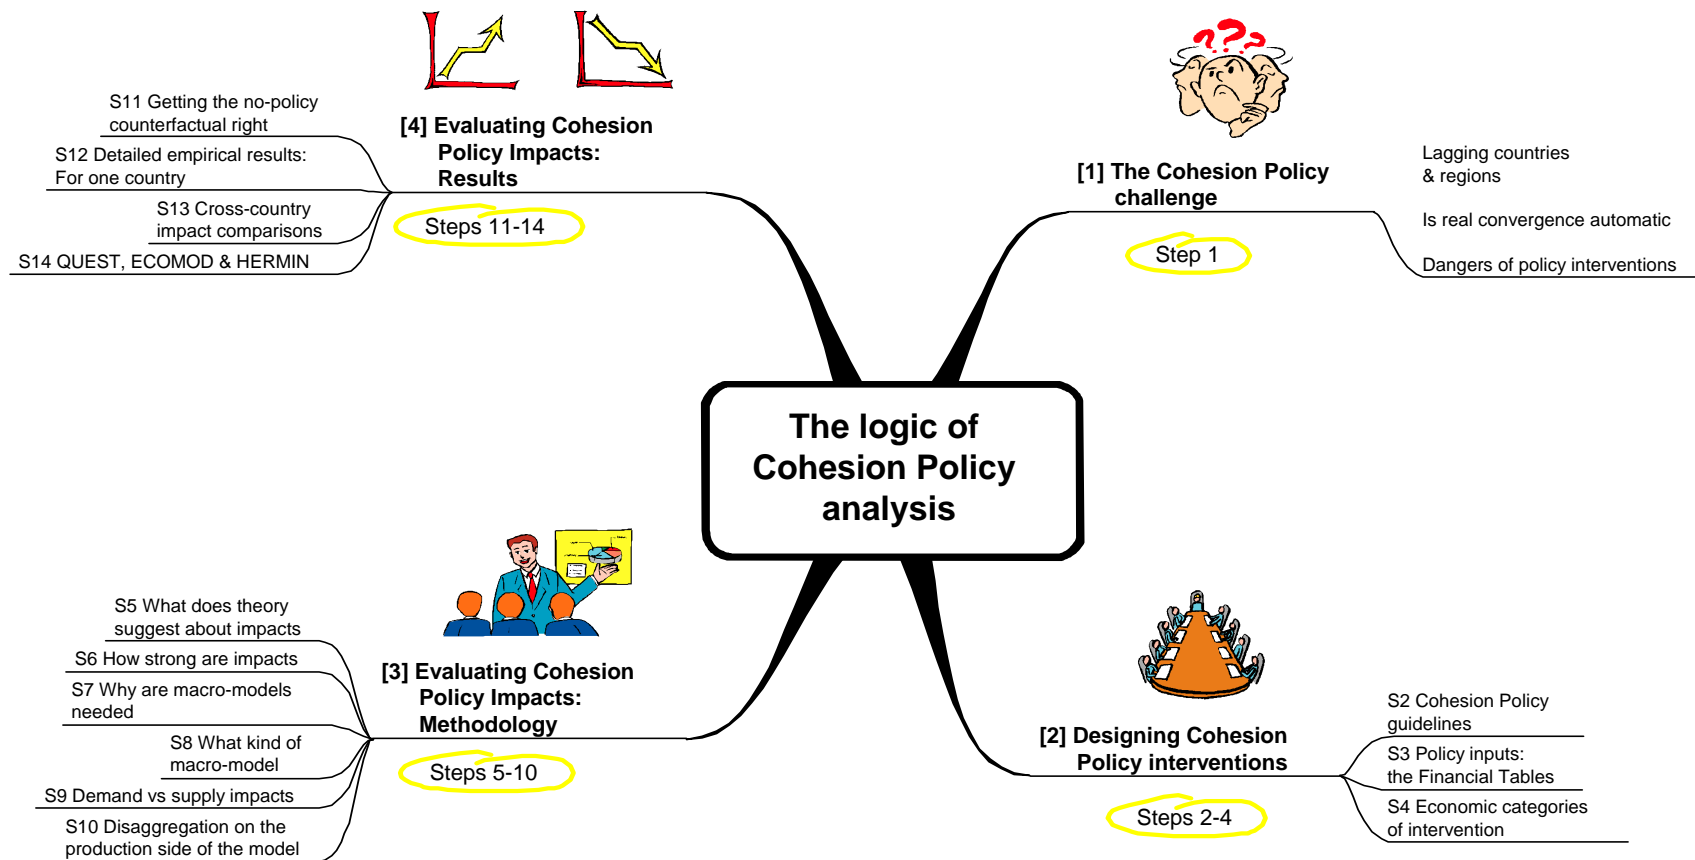 The logic of
Cohesion Policy
analysis
???
[1] The Cohesion Policy
challenge
Step 1
Lagging countries
& regions
Is real convergence automatic
Dangers of policy interventions
[2] Designing Cohesion
Policy interventions
Steps 2-4
S2 Cohesion Policy
guidelines
S3 Policy inputs:
the Financial Tables
S4 Economic categories
of intervention
[3] Evaluating Cohesion
Policy Impacts:
Methodology
Steps 5-10
S5 What does theory
suggest about impacts
S6 How strong are impacts
S7 Why are macro-models
needed
S8 What kind of
macro-model
S9 Demand vs supply impacts
S10 Disaggregation on the
production side of the model
[4] Evaluating Cohesion
Policy Impacts:
Results
Steps 11-14
S11 Getting the no-policy
counterfactual right
S12 Detailed empirical results:
For one country
S13 Cross-country
impact comparisons
S14 QUEST, ECOMOD & HERMIN